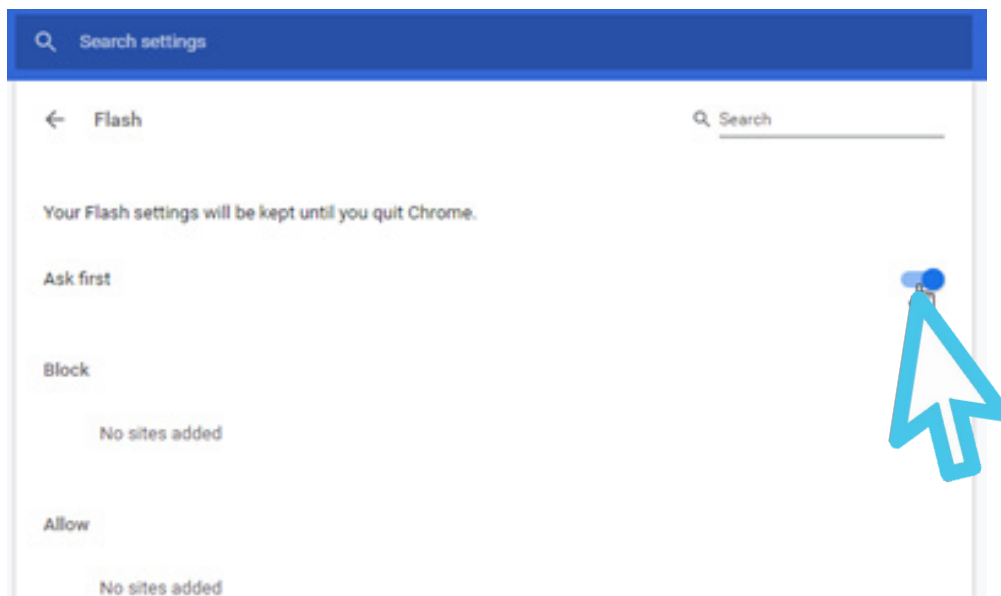 Search settings
Flash
Search
Your Flash settings will be kept until you quit Chrome.
Ask first
Block
No sites added
Allow
No sites added